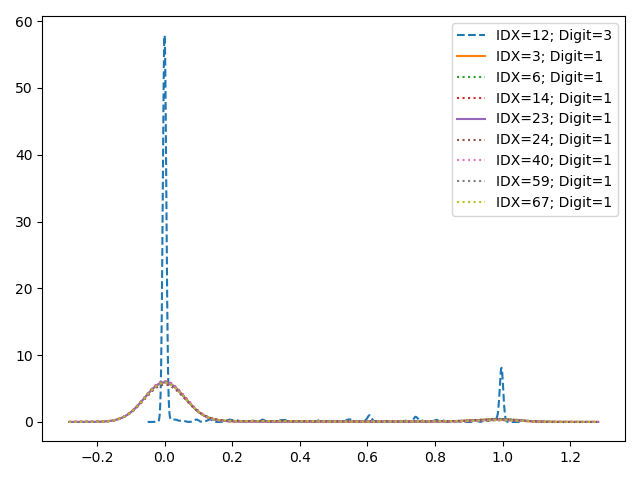 60
50
40
30
20
10
0
IDX=12; Digit=3
IDX=3; Digit=1
IDX=6; Digit=1
IDX=14; Digit=1
IDX=23; Digit=1
IDX=24; Digit=1
IDX=40; Digit=1
IDX=59; Digit=1
IDX=67; Digit=1
−0.2 0.0 0.2 0.4 0.6 0.8 1.0 1.2